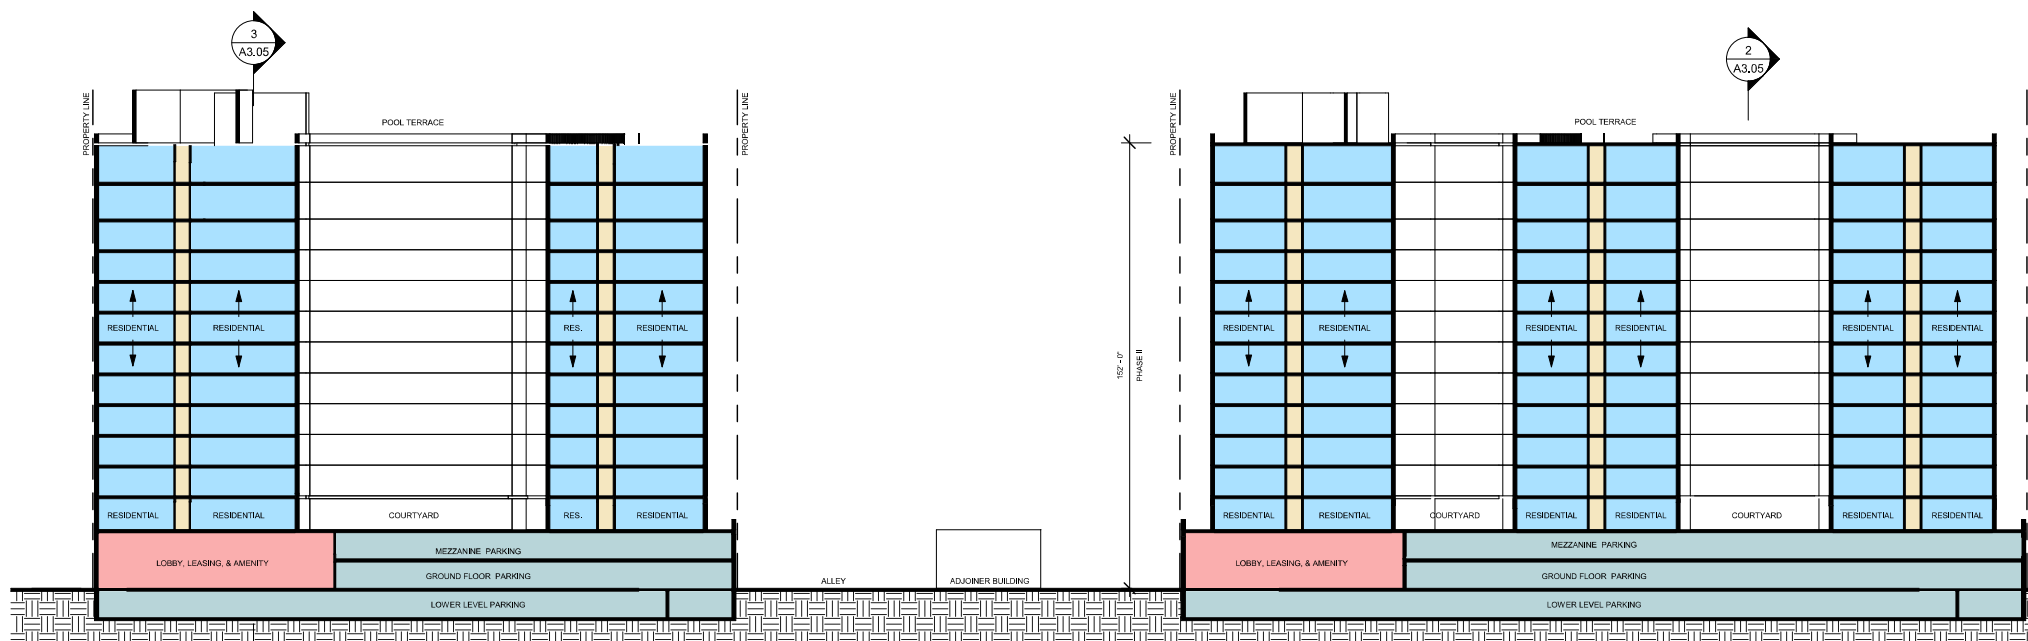 3
A3.05
2
A3.05
PROPERTY LINE
POOL TERRACE
PROPERTY LINE
PROPERTY LINE
POOL TERRACE
RESIDENTIAL
RESIDENTIAL
RES.
RESIDENTIAL
RESIDENTIAL
RESIDENTIAL
RESIDENTIAL
RESIDENTIAL
RESIDENTIAL
RESIDENTIAL
152' - 0"
PHASE II
RESIDENTIAL
RESIDENTIAL
COURTYARD
RES.
RESIDENTIAL
RESIDENTIAL
RESIDENTIAL
COURTYARD
RESIDENTIAL
RESIDENTIAL
COURTYARD
RESIDENTIAL
RESIDENTIAL
LOBBY, LEASING, & AMENITY
MEZZANINE PARKING
GROUND FLOOR PARKING
LOWER LEVEL PARKING
ALLEY
ADJOINER BUILDING
LOBBY, LEASING, & AMENITY
MEZZANINE PARKING
GROUND FLOOR PARKING
LOWER LEVEL PARKING